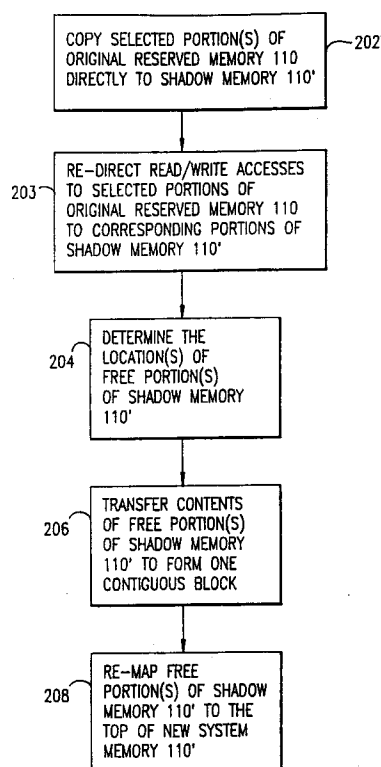 COPY SELECTED PORTION(S) OF
ORIGINAL RESERVED MEMORY 110
DIRECTLY TO SHADOW MEMORY 110'
202
RE-DIRECT READ/WRITE ACCESSES
TO SELECTED PORTIONS OF
ORIGINAL RESERVED MEMORY 110
TO CORRESPONDING PORTIONS OF
SHADOW MEMORY 110'
203
DETERMINE THE
LOCATION(S) OF
FREE PORTION(S)
OF SHADOW MEMORY
110'
204
TRANSFER CONTENTS
OF FREE PORTION(S)
OF SHADOW MEMORY
110' TO FORM ONE
CONTIGUOUS BLOCK
206
RE-MAP FREE
PORTION(S) OF SHADOW
MEMORY 110' TO THE
TOP OF NEW SYSTEM
MEMORY 110'
208